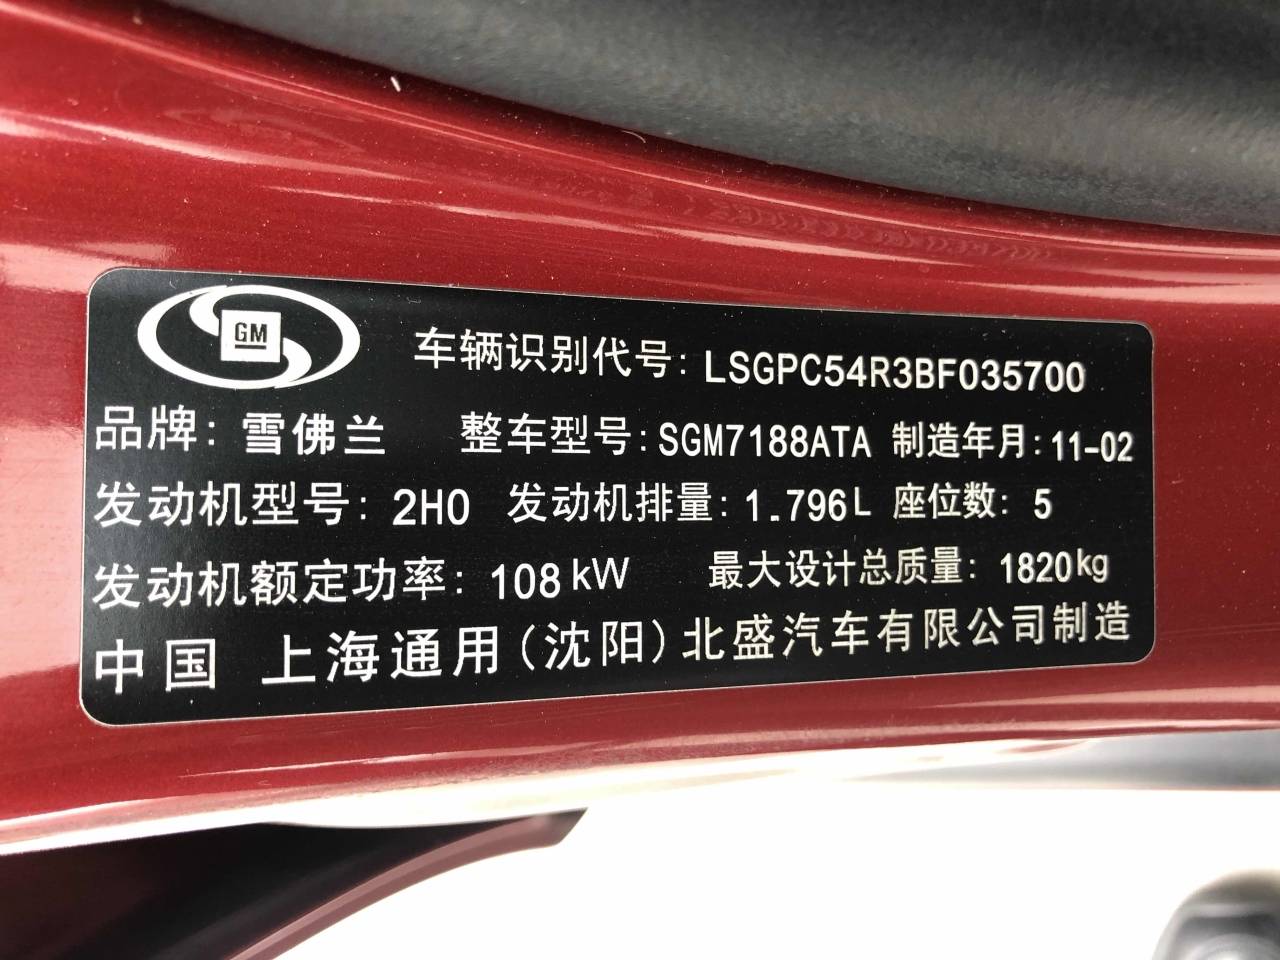 GM
车辆识别代号: LSGPC54R3BF035700
品牌: 雪佛兰 整车型号: SGM7188ATA 制造年月: 11-02
发动机型号: 2H0 发动机排量: 1.796L 座位数: 5
发动机额定功率: 108kW 最大设计总质量: 1820kg
中国 上海通用(沈阳)北盛汽车有限公司制造